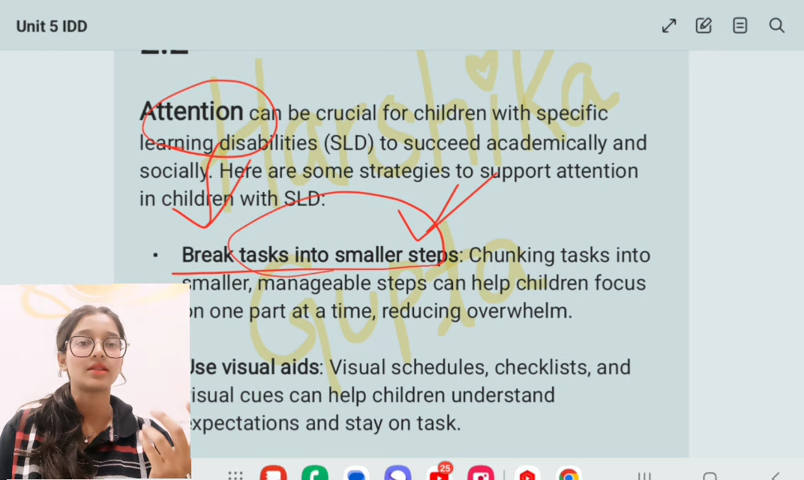 Unit 5 IDD
2.2
Attention can be crucial for children with specific
learning disabilities (SLD) to succeed academically and
socially. Here are some strategies to support attention
in children with SLD:
• Break tasks into smaller steps: Chunking tasks into
smaller, manageable steps can help children focus
on one part at a time, reducing overwhelm.
Use visual aids: Visual schedules, checklists, and
visual cues can help children understand
expectations and stay on task.
Harshika
Gupta
25